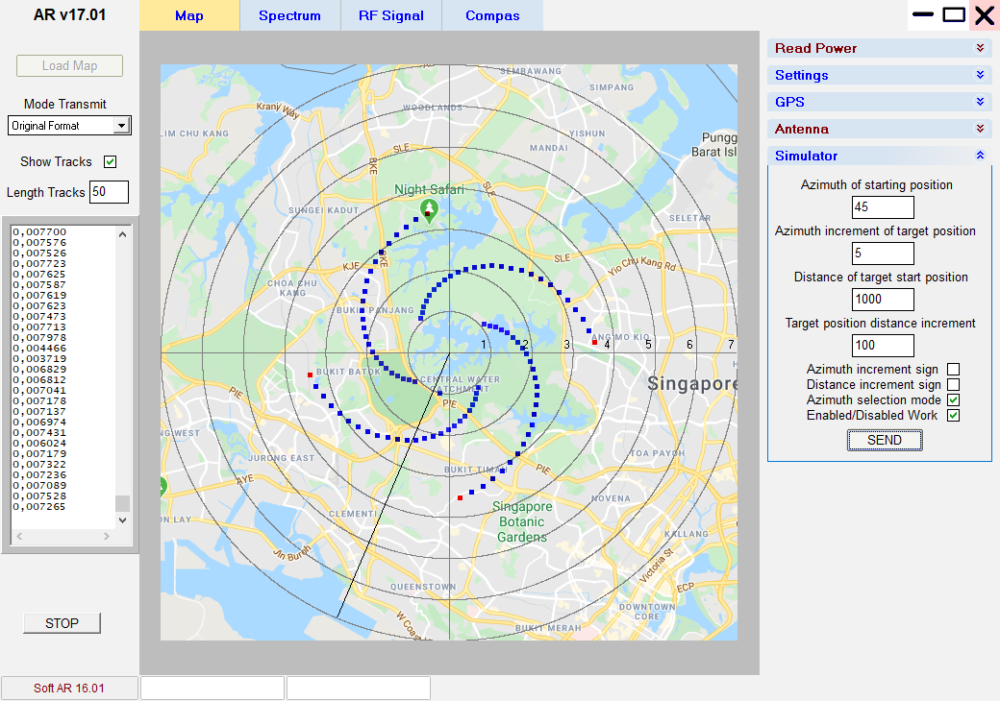 AR v17.01
Map
Spectrum
RF Signal
Compas
Load Map
Mode Transmit
Original Format
Show Tracks
Length Tracks 50
0,007700
0,007576
0,007526
0,007723
0,007625
0,007587
0,007619
0,007623
0,007473
0,007713
0,007978
0,004466
0,003719
0,006829
0,006812
0,007041
0,007178
0,007137
0,006974
0,007431
0,006024
0,007179
0,007322
0,007236
0,007089
0,007528
0,007265
STOP
Soft AR 16.01
SEMBAWANG
SIMPANG
Kranji Way
WOODLANDS
LIM CHU KANG
YISHUN
Pungg
Barat Isl
SLE
MANDAI
BKE
Night Safari
SLE
SUNGEI KADUT
SELETAR
KJE
BKE
SLE
Yio Chu Kang Rd
CHOA CHU
KANG
BUKIT PANJANG
ANG MO KIO
1 2 3 4 5 6 7
BUKIT BATOK
CENTRAL WATER
CATCHMENT
Singapore
PIE
PIE
NG WEST
JURONG EAST
TOA PAYOH
BUKIT TIMAH
PIE
AYE
NOVENA
Singapore
Botanic
Gardens
ON LAY
CLEMENTI
KALLANG
Jln Buroh
Victoria St
QUEENSTOWN
ECP
DOWNTOWN
CORE
W Coast
BUKIT MERAH
Read Power
Settings
GPS
Antenna
Simulator
Azimuth of starting position
45
Azimuth increment of target position
5
Distance of target start position
1000
Target position distance increment
100
Azimuth increment sign
Distance increment sign
Azimuth selection mode
Enabled/Disabled Work
SEND